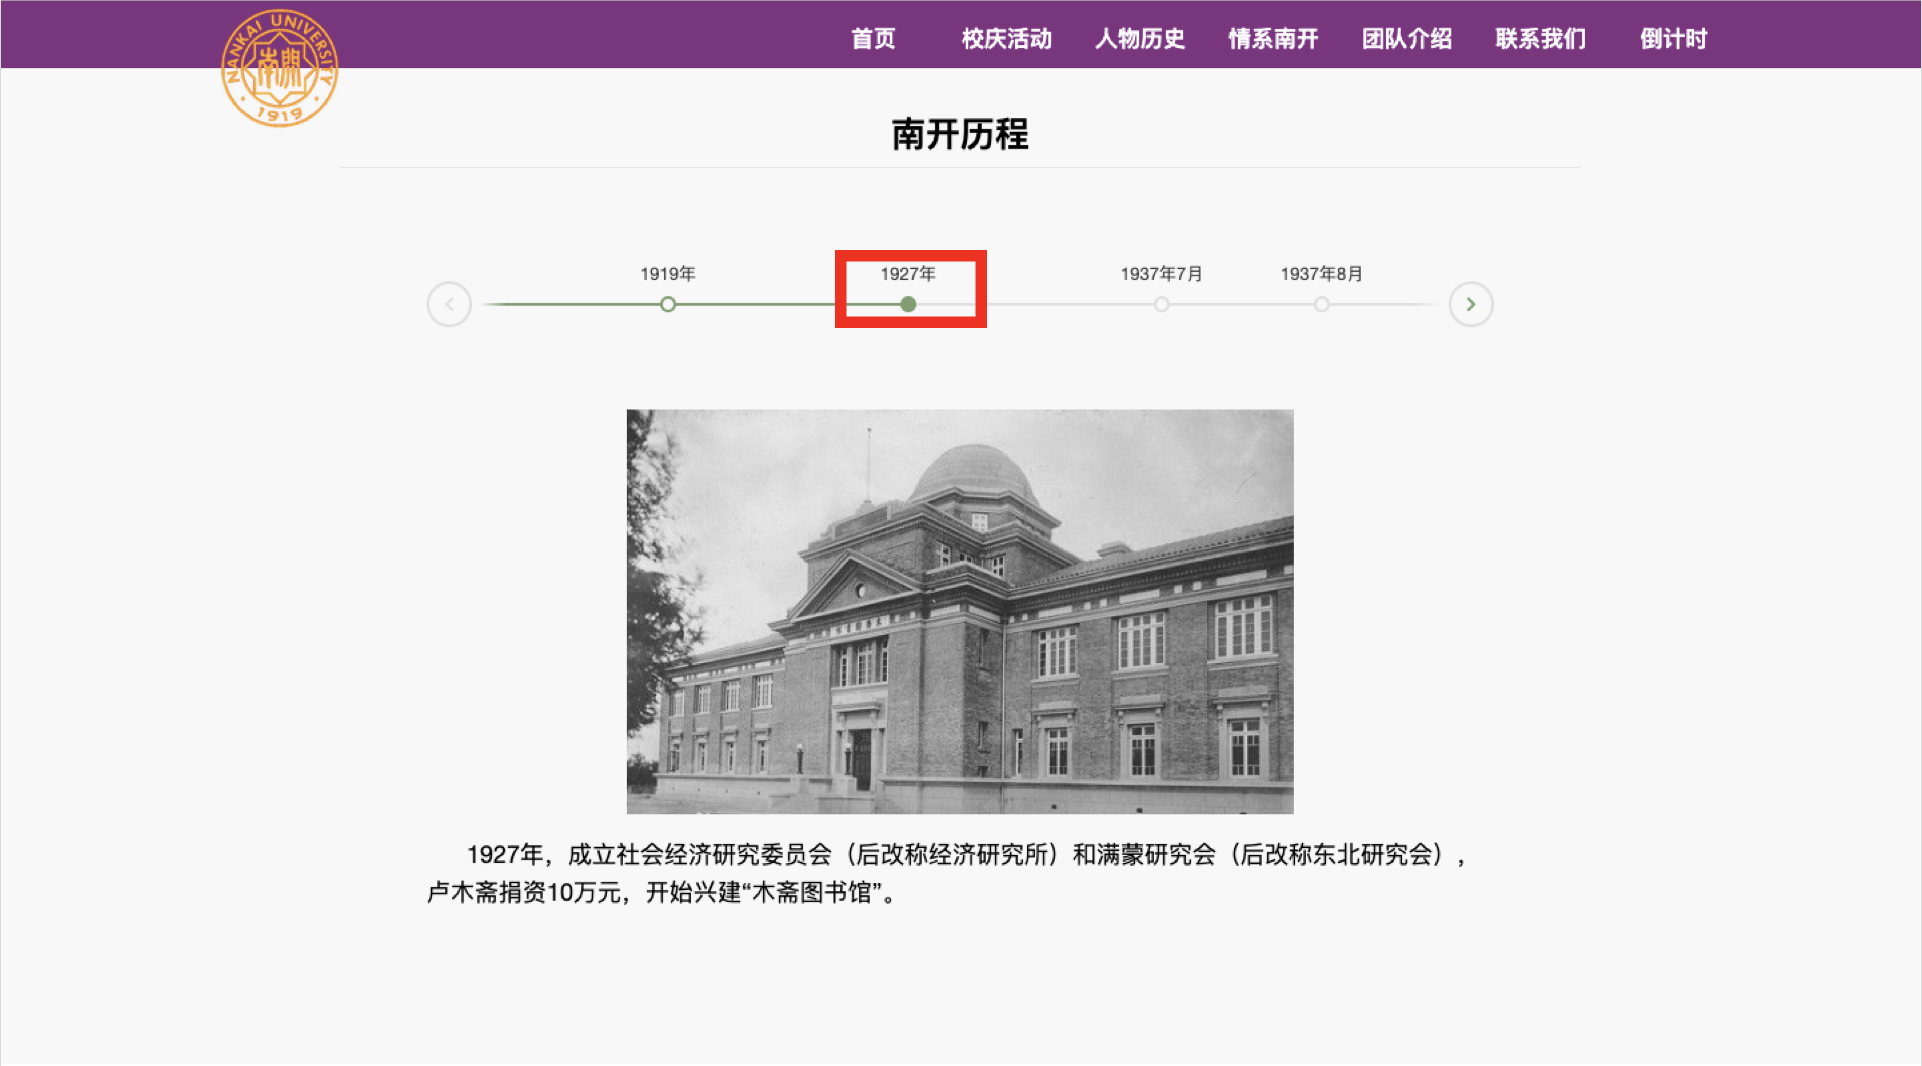 首页 校庆活动 人物历史 情系南开 团队介绍 联系我们 倒计时
NANKAI UNIVERSITY
南開
1919
南开历程
1919年 1927年 1937年7月 1937年8月
1927年，成立社会经济研究委员会（后改称经济研究所）和满蒙研究会（后改称东北研究会），
卢木斋捐资10万元，开始兴建“木斋图书馆”。